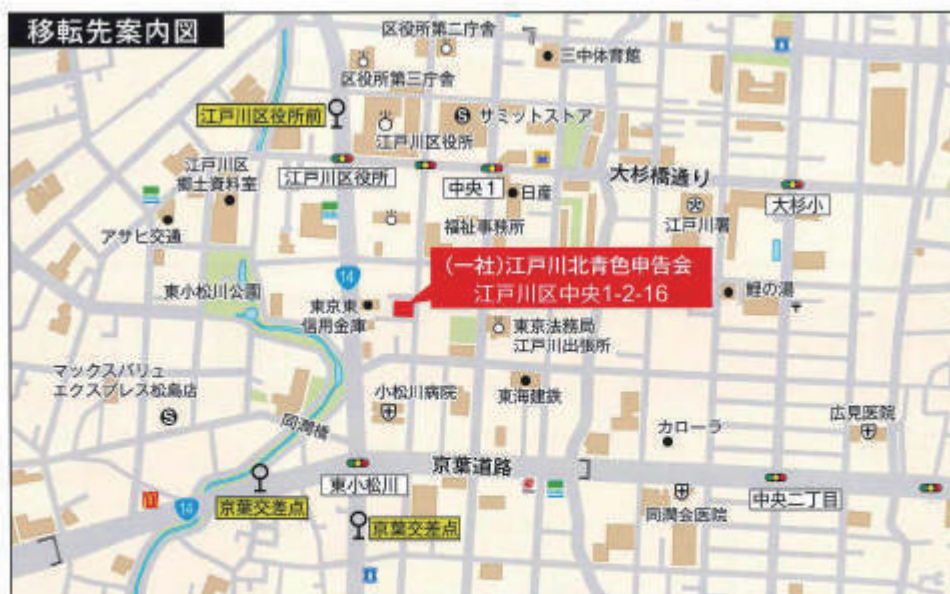 移転先案内図
区役所第二庁舎
三中体育館
区役所第三庁舎
江戸川区役所前
サミットストア
江戸川区役所
江戸川区
郷土資料室
江戸川区役所
中央1
日産
大杉橋通り
大杉小
アサヒ交通
福祉事務所
江戸川署
(一社)江戸川北青色申告会
江戸川区中央1-2-16
14
東小松川公園
東京東
信用金庫
鯉の湯
東京法務局
江戸川出張所
マックスバリュ
エクスプレス松島店
小松川病院
東海建鉄
広見医院
カローラ
同潤橋
京葉道路
東小松川
京葉交差点
14
京葉交差点
同潤会医院
中央二丁目